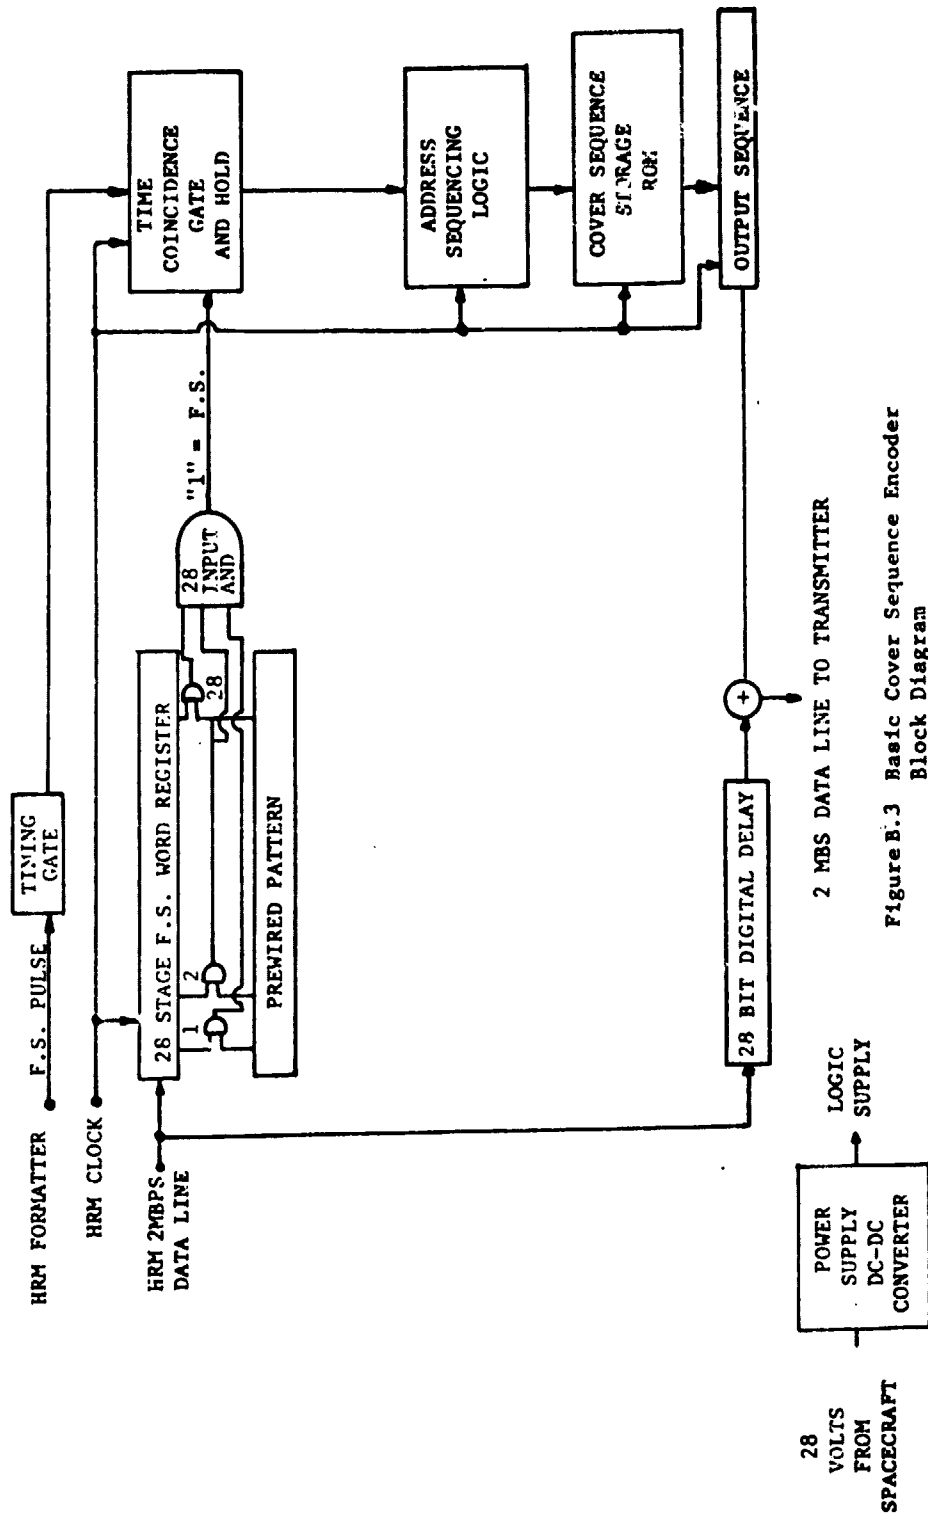 HRM FORMATTER
F.S. PULSE
TIMING
GATE
HRM CLOCK
HRM 2MBPS
DATA LINE
28 STAGE F.S. WORD REGISTER
1
2
28
PREWIRED PATTERN
28
INPUT
AND
"1" = F.S.
TIME
COINCIDENCE
GATE
AND HOLD
ADDRESS
SEQUENCING
LOGIC
COVER SEQUENCE
STORAGE
ROM
OUTPUT SEQUENCE
28 BIT DIGITAL DELAY
+
2 MBS DATA LINE TO TRANSMITTER
28
VOLTS
FROM
SPACECRAFT
POWER
SUPPLY
DC-DC
CONVERTER
LOGIC
SUPPLY
Figure B.3 Basic Cover Sequence Encoder
Block Diagram